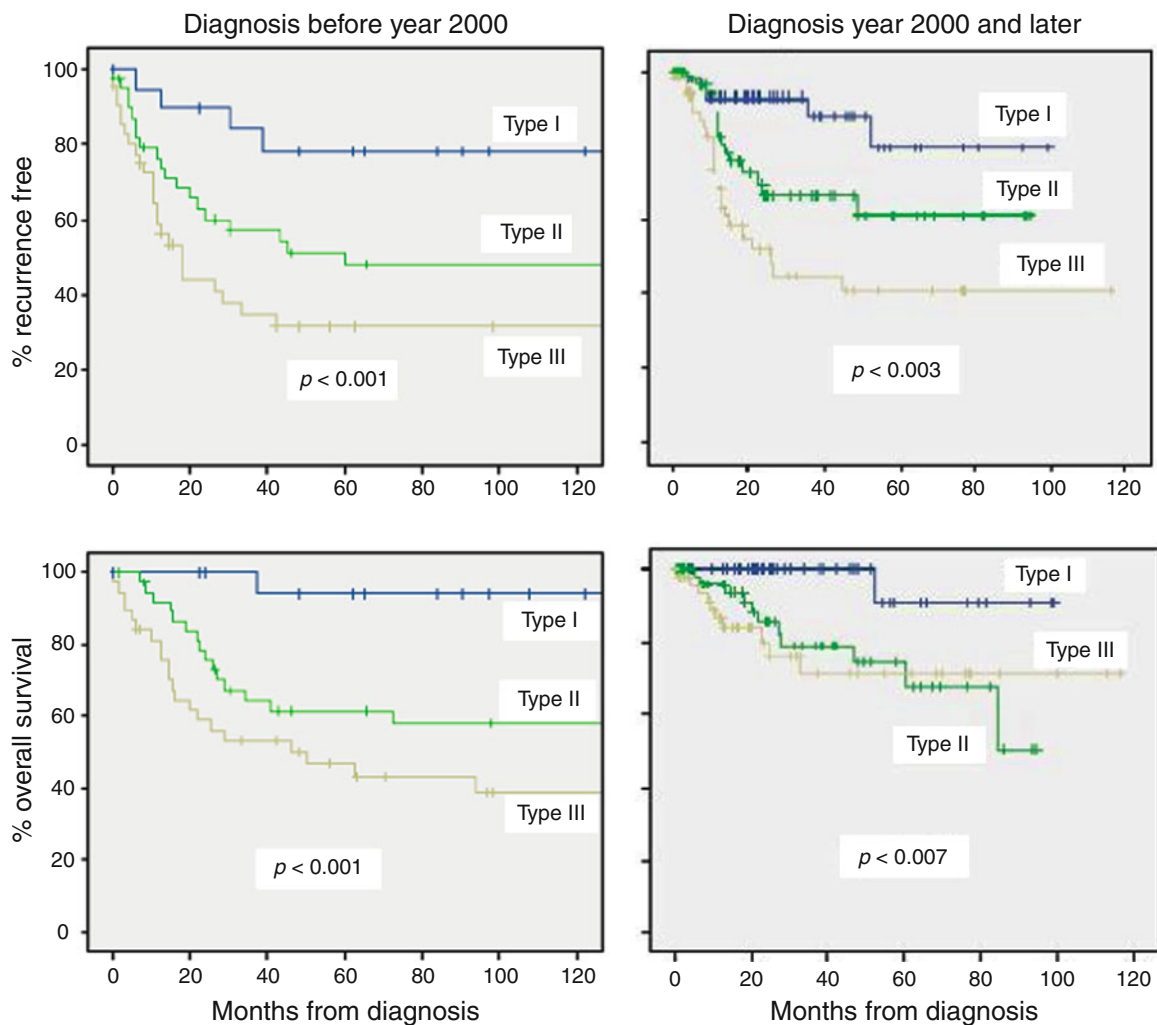 Diagnosis before year 2000
Diagnosis year 2000 and later
% recurrence free
100
80
60
40
20
0
Type I
Type II
Type III
p < 0.001
0 20 40 60 80 100 120
Type I
Type II
Type III
p < 0.003
0 20 40 60 80 100 120
% overall survival
100
80
60
40
20
0
Type I
Type II
Type III
p < 0.001
0 20 40 60 80 100 120
Months from diagnosis
Type I
Type III
Type II
p < 0.007
0 20 40 60 80 100 120
Months from diagnosis